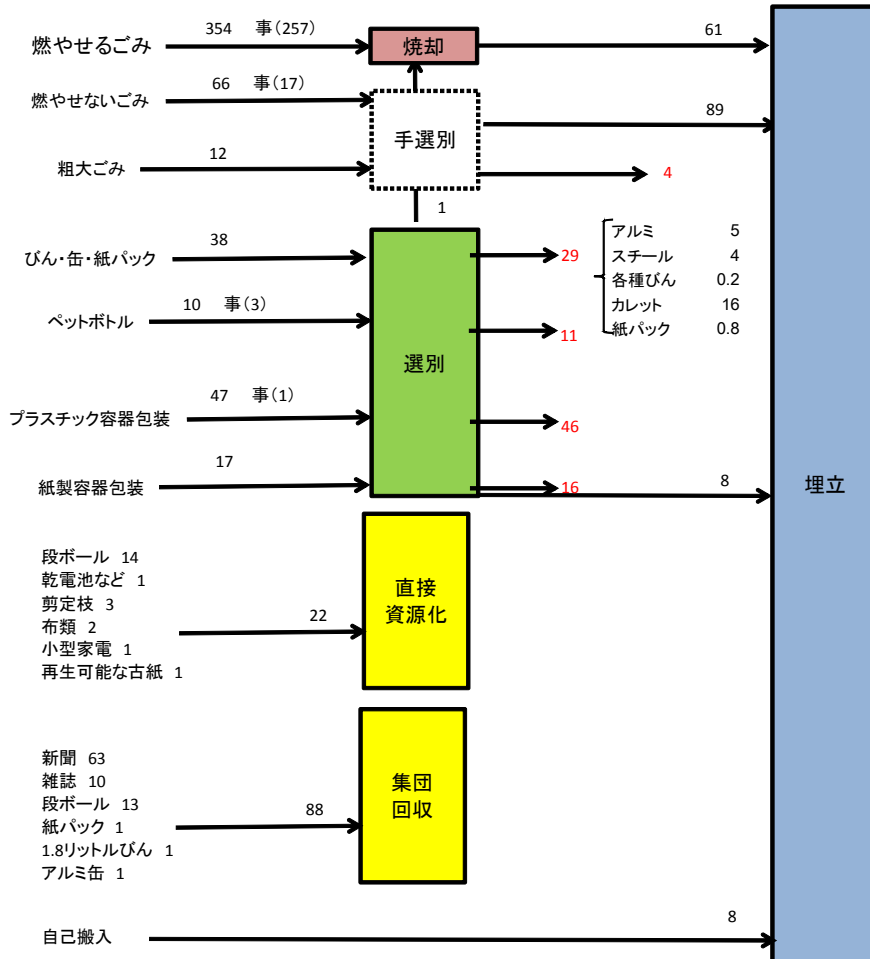 燃やせるごみ
354 事(257)
焼却
61
燃やせないごみ
66 事(17)
手選別
89
粗大ごみ
12
4
1
びん・缶・紙パック
38
29
アルミ 5
スチール 4
各種びん 0.2
カレット 16
紙パック 0.8
ペットボトル
10 事(3)
11
選別
プラスチック容器包装
47 事(1)
46
紙製容器包装
17
16
8
埋立
段ボール 14
乾電池など 1
剪定枝 3
布類 2
小型家電 1
再生可能な古紙 1
22
直接
資源化
新聞 63
雑誌 10
段ボール 13
紙パック 1
1.8リットルびん 1
アルミ缶 1
88
集団
回収
自己搬入
8